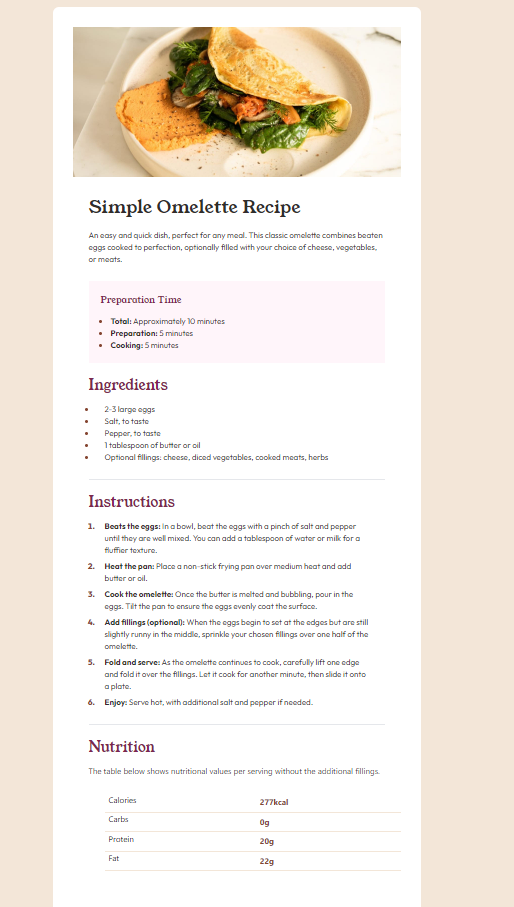 Simple Omelette Recipe
An easy and quick dish, perfect for any meal. This classic omelette combines beaten
eggs cooked to perfection, optionally filled with your choice of cheese, vegetables,
or meats.
Preparation Time
• Total: Approximately 10 minutes
• Preparation: 5 minutes
• Cooking: 5 minutes
Ingredients
• 2-3 large eggs
• Salt, to taste
• Pepper, to taste
• 1 tablespoon of butter or oil
• Optional fillings: cheese, diced vegetables, cooked meats, herbs
Instructions
1. Beats the eggs: In a bowl, beat the eggs with a pinch of salt and pepper
until they are well mixed. You can add a tablespoon of water or milk for a
fluffier texture.
2. Heat the pan: Place a non-stick frying pan over medium heat and add
butter or oil.
3. Cook the omelette: Once the butter is melted and bubbling, pour in the
eggs. Tilt the pan to ensure the eggs evenly coat the surface.
4. Add fillings (optional): When the eggs begin to set at the edges but are still
slightly runny in the middle, sprinkle your chosen fillings over one half of the
omelette.
5. Fold and serve: As the omelette continues to cook, carefully lift one edge
and fold it over the fillings. Let it cook for another minute, then slide it onto
a plate.
6. Enjoy: Serve hot, with additional salt and pepper if needed.
Nutrition
The table below shows nutritional values per serving without the additional fillings.
Calories 277kcal
Carbs 0g
Protein 20g
Fat 22g